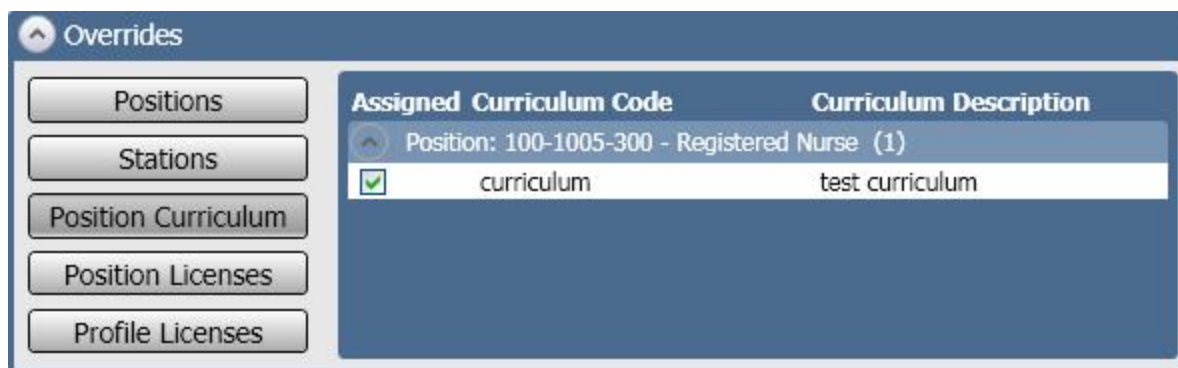 Overrides
Positions
Stations
Position Curriculum
Position Licenses
Profile Licenses
Assigned Curriculum Code Curriculum Description
Position: 100-1005-300 - Registered Nurse (1)
curriculum test curriculum